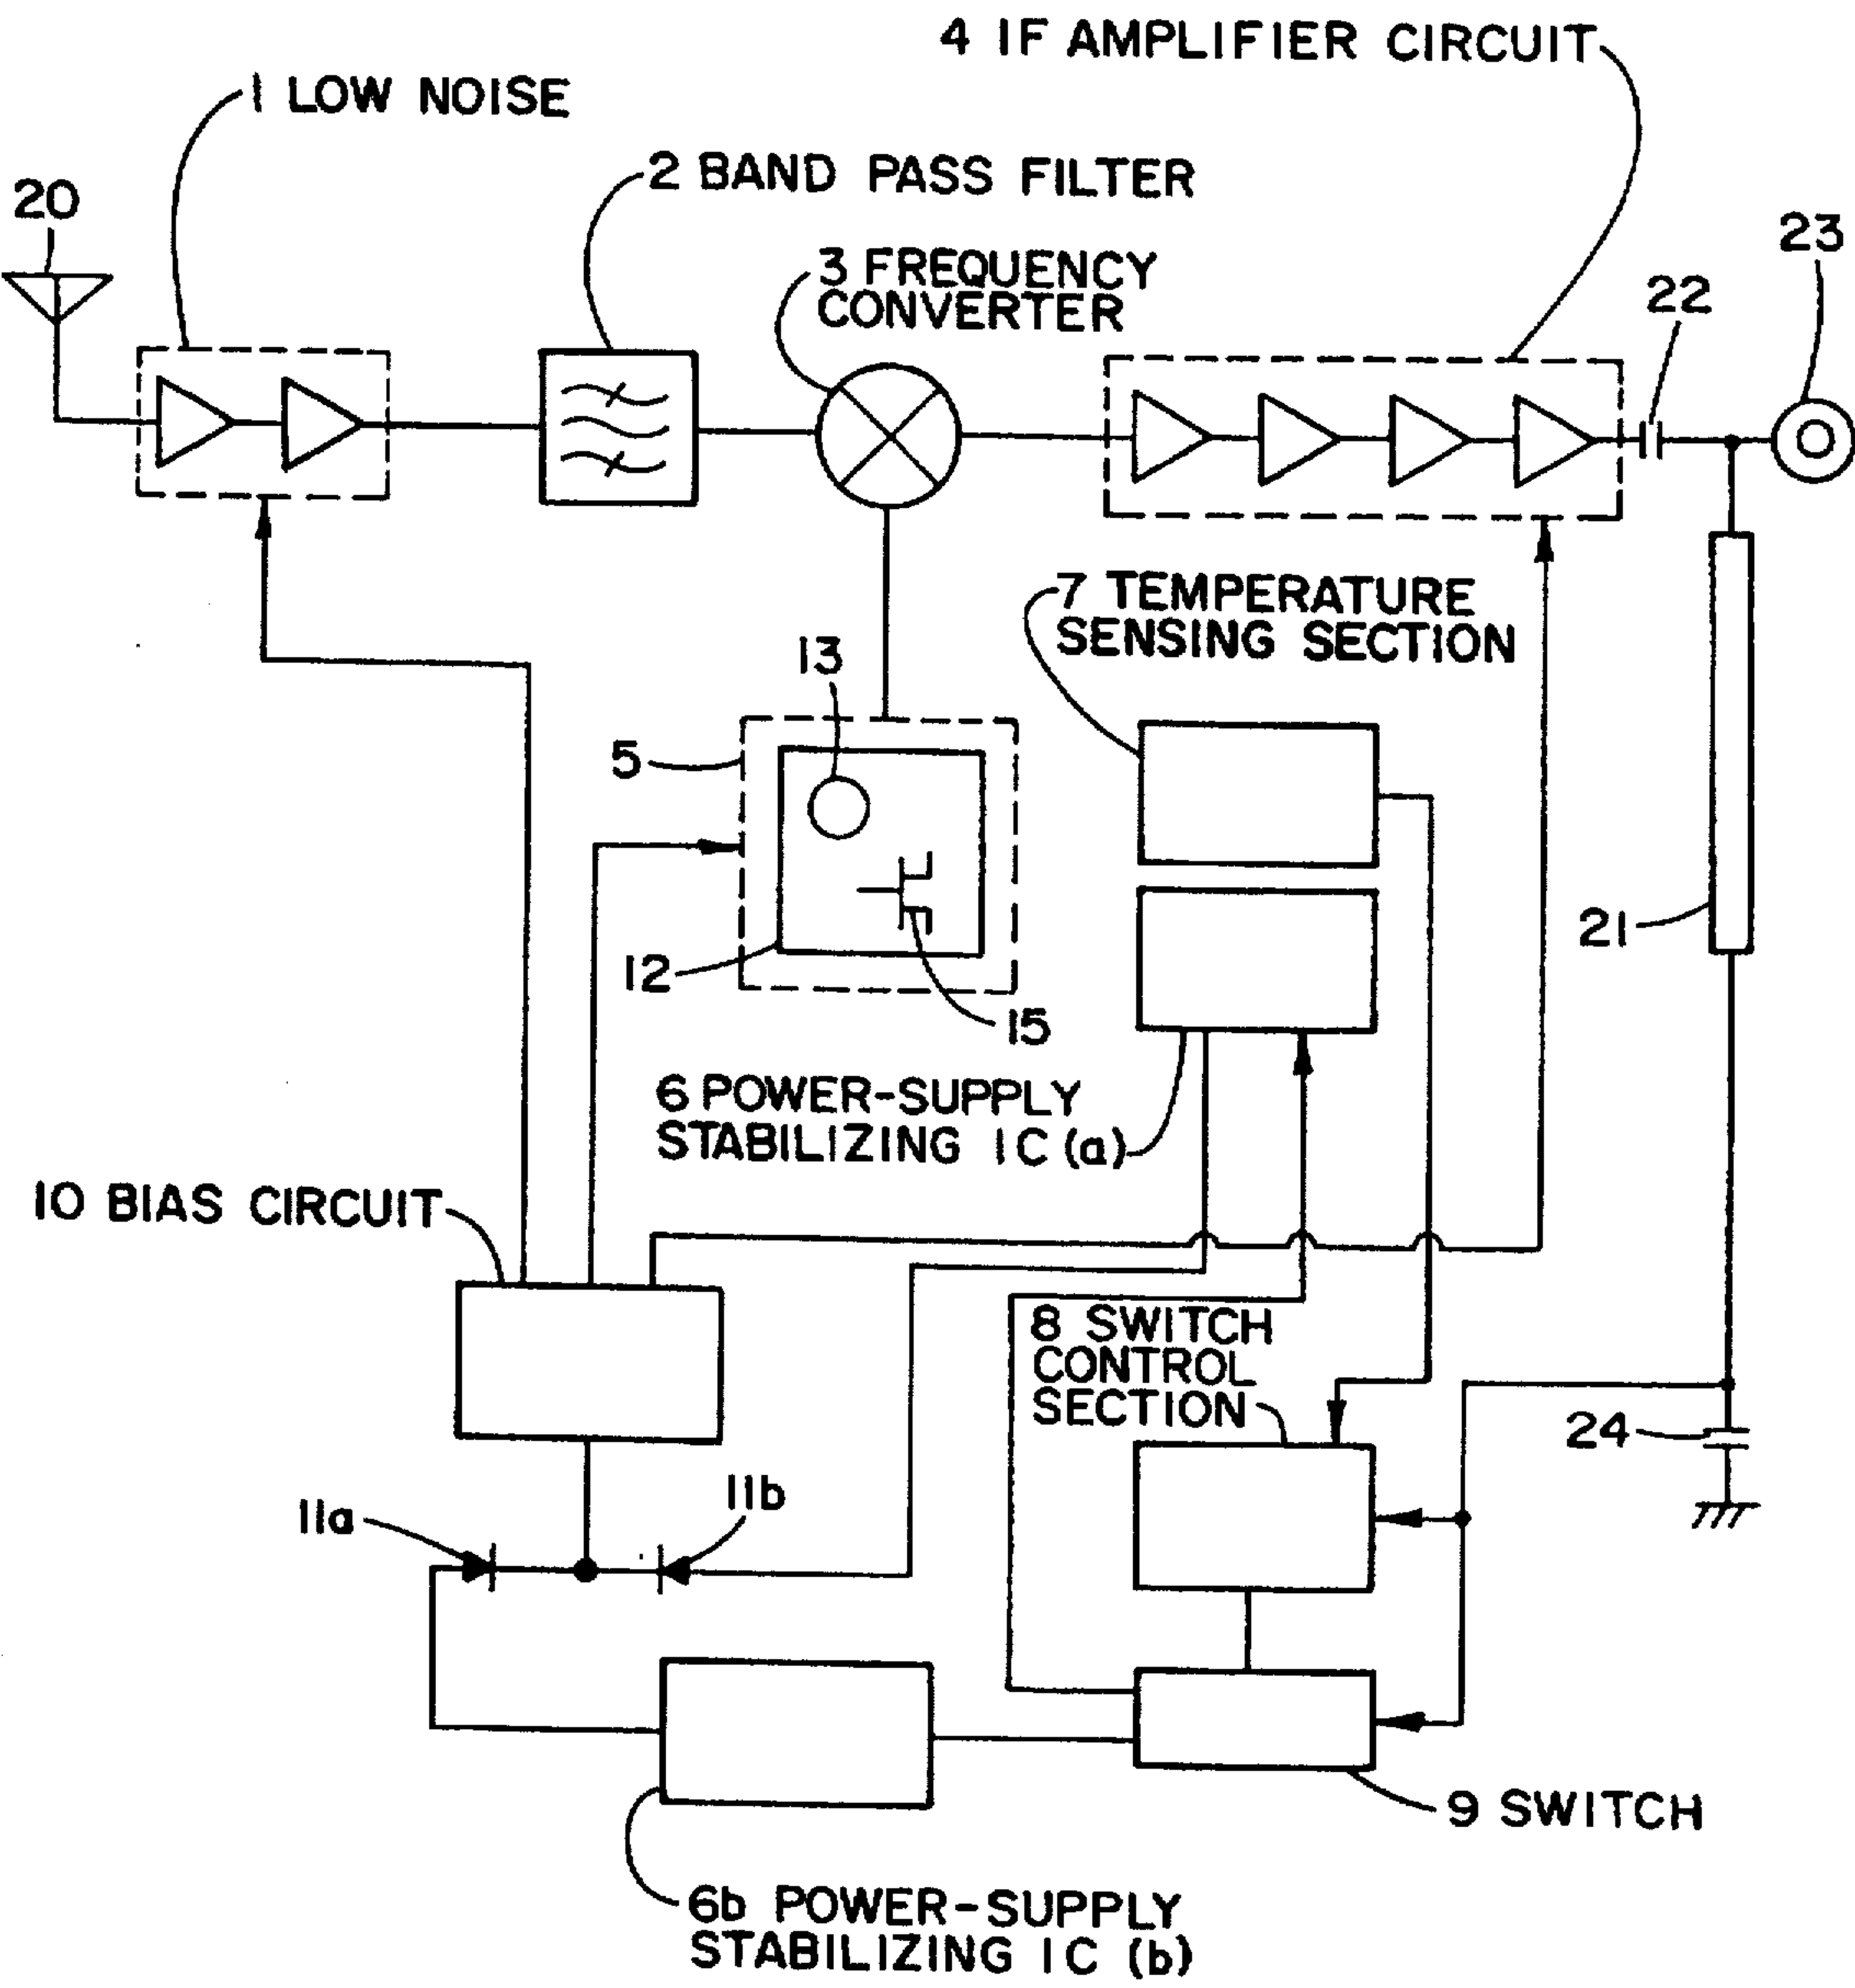 4 IF AMPLIFIER CIRCUIT
1 LOW NOISE
2 BAND PASS FILTER
20
23
3 FREQUENCY
CONVERTER
22
7 TEMPERATURE
SENSING SECTION
13
5
21
12
15
6 POWER-SUPPLY
STABILIZING IC (a)
10 BIAS CIRCUIT
8 SWITCH
CONTROL
SECTION
24
11b
11a
9 SWITCH
6b POWER-SUPPLY
STABILIZING IC (b)